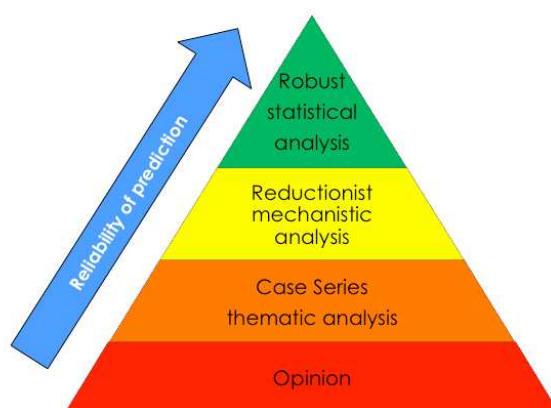 Reliability of prediction
Robust
statistical
analysis
Reductionist
mechanistic
analysis
Case Series
thematic analysis
Opinion